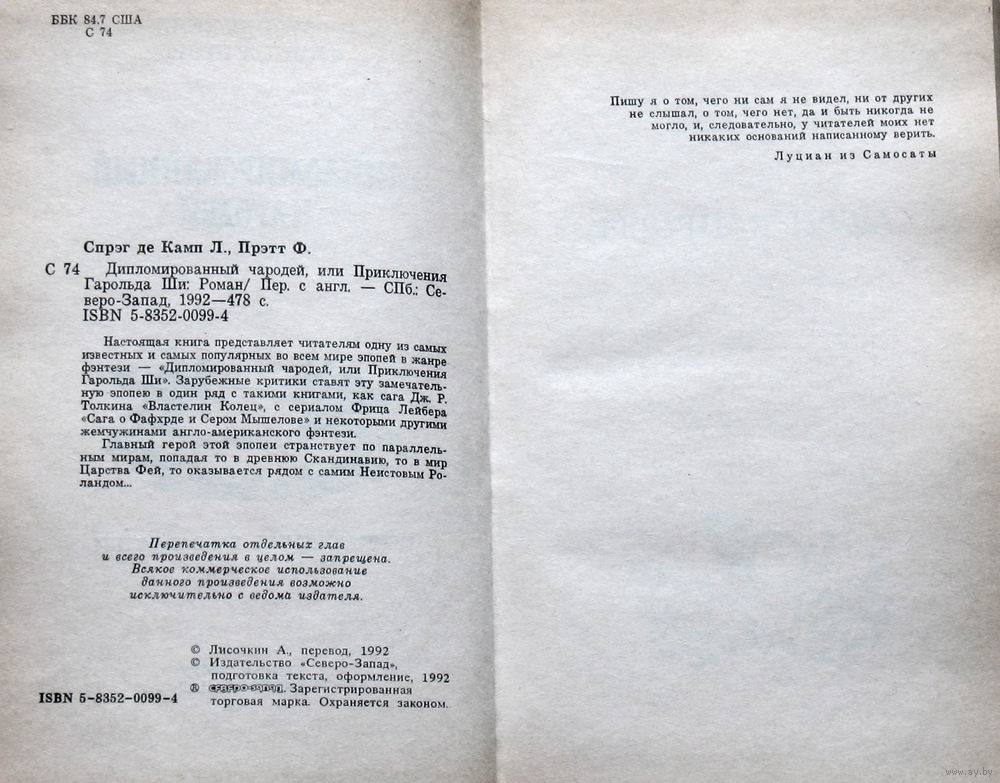 ББК 84.7 США
С 74
Спрэг де Камп Л., Прэтт Ф.
С 74 Дипломированный чародей, или Приключения
Гарольда Ши: Роман/ Пер. с англ. — СПб.: Се-
веро-Запад, 1992—478 с.
ISBN 5-8352-0099-4
Настоящая книга представляет читателям одну из самых
известных и самых популярных во всем мире эпопей в жанре
фэнтези — «Дипломированный чародей, или Приключения
Гарольда Ши». Зарубежные критики ставят эту замечатель-
ную эпопею в один ряд с такими книгами, как сага Дж. Р.
Толкина «Властелин Колец», с сериалом Фрица Лейбера
«Сага о Фафхрде и Сером Мышелове» и некоторыми другими
жемчужинами англо-американского фэнтези.
Главный герой этой эпопеи странствует по параллель-
ным мирам, попадая то в древнюю Скандинавию, то в мир
Царства Фей, то оказывается рядом с самим Неистовым Ро-
ландом...
Перепечатка отдельных глав
и всего произведения в целом — запрещена.
Всякое коммерческое использование
данного произведения возможно
исключительно с ведома издателя.
© Лисочкин А., перевод, 1992
© Издательство «Северо-Запад»,
подготовка текста, оформление, 1992
® СЕВЕРО-ЗАПАД. Зарегистрированная
торговая марка. Охраняется законом.
ISBN 5-8352-0099-4
Пишу я о том, чего ни сам я не видел, ни от других
не слышал, о том, чего нет, да и быть никогда не
могло, и, следовательно, у читателей моих нет
никаких оснований написанному верить.
Луциан из Самосаты
www.ay.by